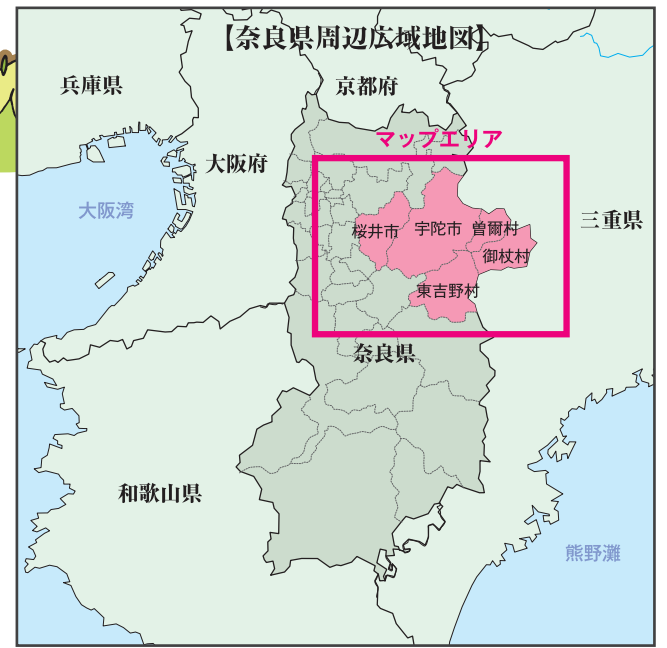 【奈良県周辺広域地図】
兵庫県
京都府
マップエリア
大阪府
大阪湾
三重県
桜井市
宇陀市
曽爾村
御杖村
東吉野村
奈良県
和歌山県
熊野灘